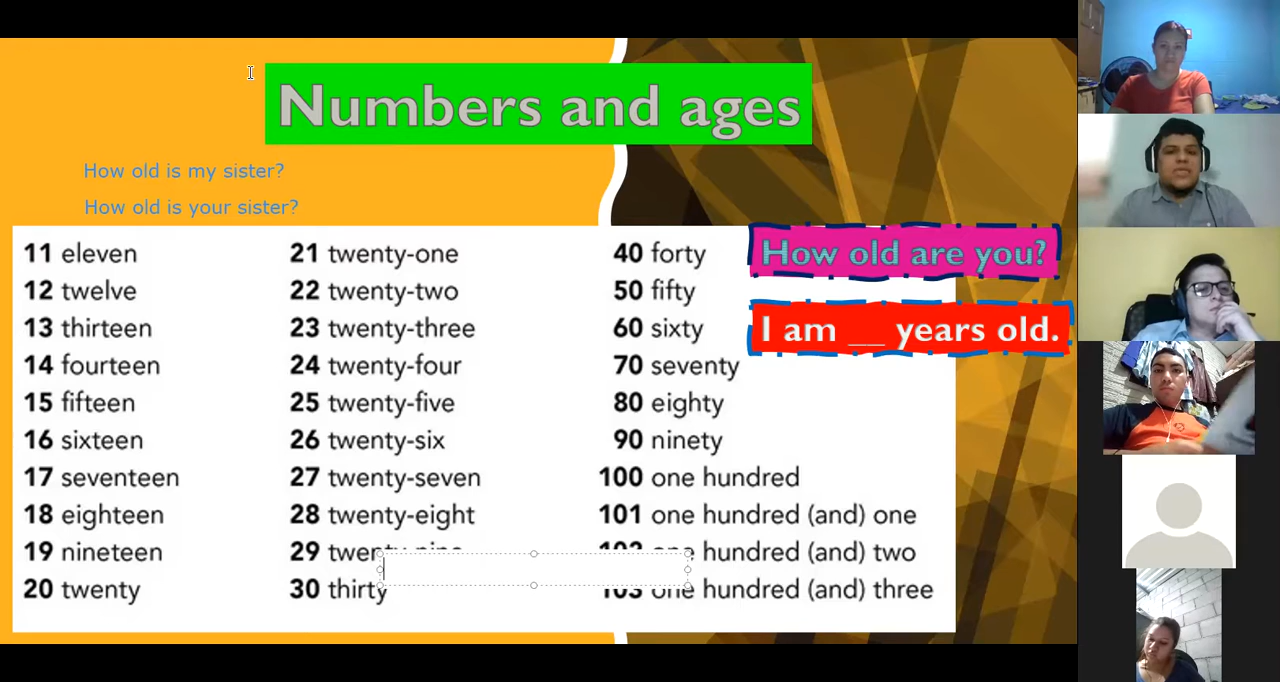 Numbers and ages
How old is my sister?
How old is your sister?
11 eleven
12 twelve
13 thirteen
14 fourteen
15 fifteen
16 sixteen
17 seventeen
18 eighteen
19 nineteen
20 twenty
21 twenty-one
22 twenty-two
23 twenty-three
24 twenty-four
25 twenty-five
26 twenty-six
27 twenty-seven
28 twenty-eight
29 twenty-nine
30 thirty
40 forty
50 fifty
60 sixty
70 seventy
80 eighty
90 ninety
100 one hundred
101 one hundred (and) one
102 one hundred (and) two
103 one hundred (and) three
How old are you?
I am __ years old.